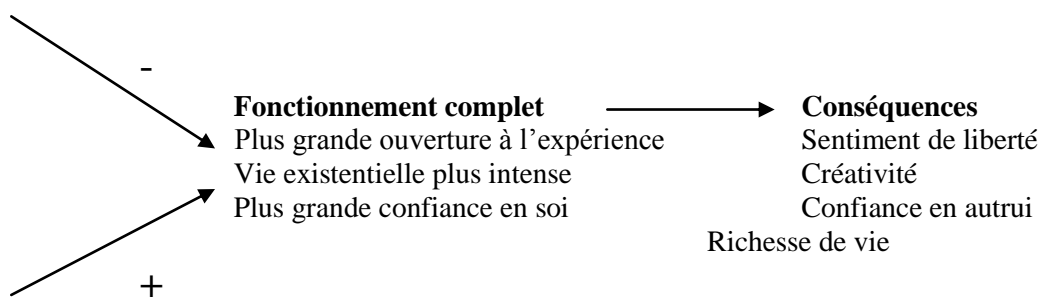 -
Fonctionnement complet
Plus grande ouverture à l’expérience
Vie existentielle plus intense
Plus grande confiance en soi
Conséquences
Sentiment de liberté
Créativité
Confiance en autrui
Richesse de vie
+